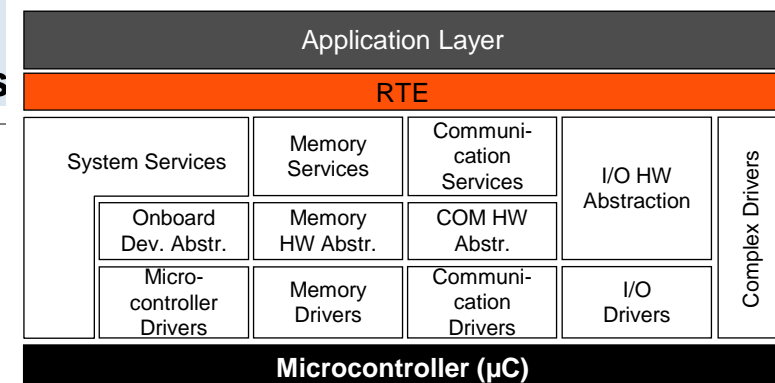 Application Layer
s
RTE
System Services
Memory
Services
Communi-
cation
Services
I/O HW
Abstraction
Complex Drivers
Onboard
Dev. Abstr.
Memory
HW Abstr.
COM HW
Abstr.
Micro-
controller
Drivers
Memory
Drivers
Communi-
cation
Drivers
I/O
Drivers
Microcontroller (µC)